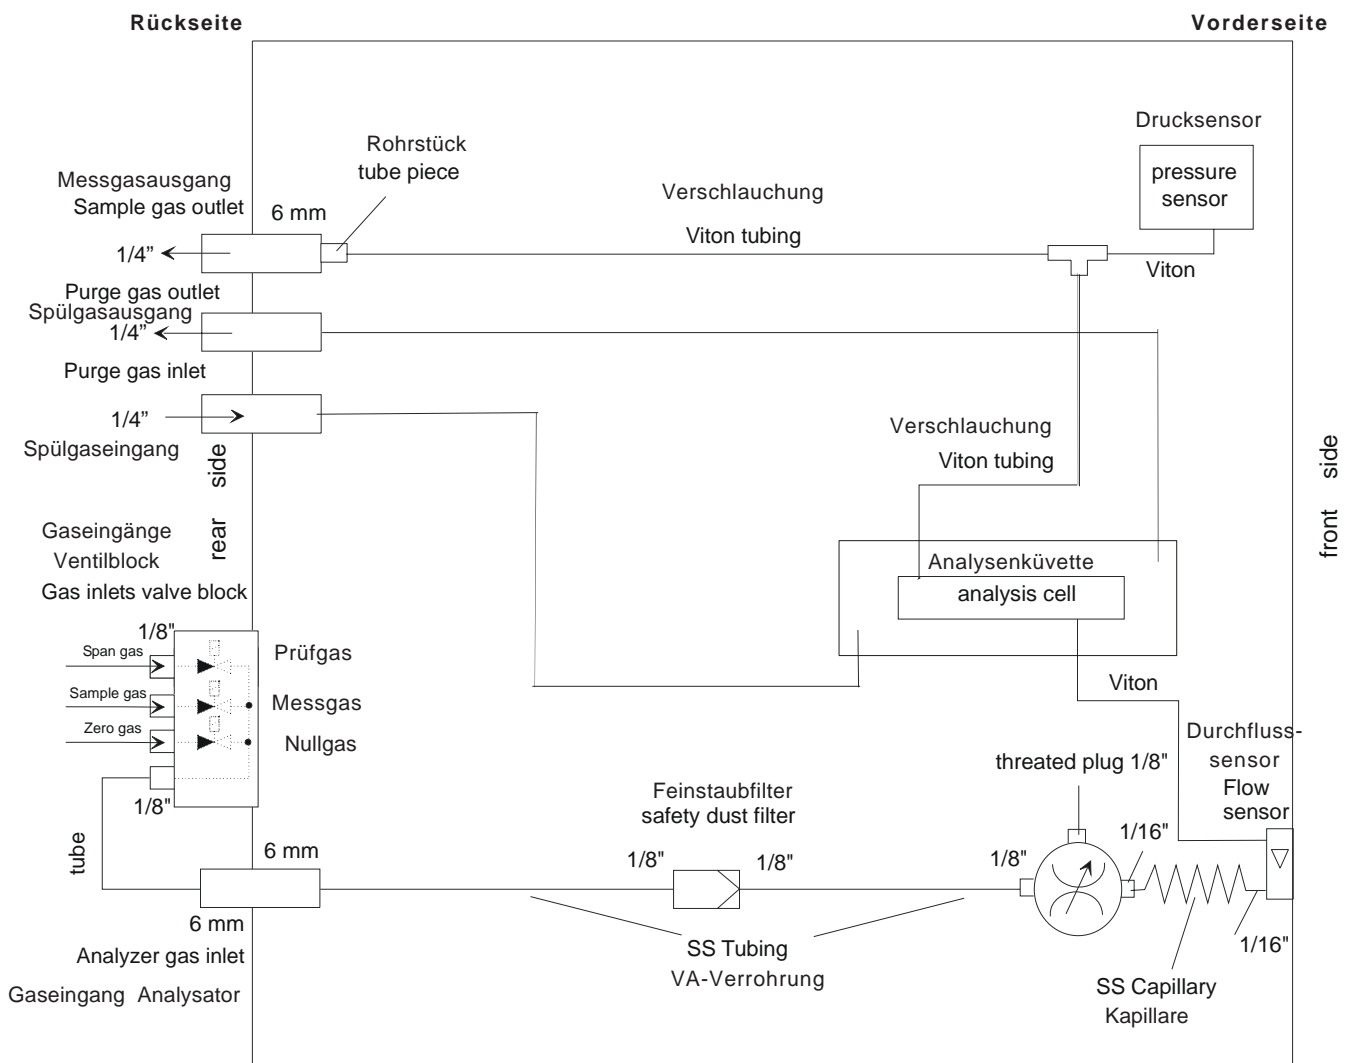 Rückseite
Vorderseite
Drucksensor
pressure
sensor
Rohrstück
tube piece
Messgasausgang
Sample gas outlet
6 mm
Verschlauchung
Viton tubing
1/4”
Viton
Purge gas outlet
Spülgasausgang
1/4”
Purge gas inlet
1/4”
Spülgaseingang
rear side
Verschlauchung
Viton tubing
front side
Gaseingänge
Ventilblock
Gas inlets valve block
Analysenküvette
analysis cell
1/8"
Span gas
Prüfgas
Sample gas
Messgas
Zero gas
Nullgas
1/8"
Viton
Durchfluss-
sensor
Flow
sensor
threated plug 1/8"
Feinstaubfilter
safety dust filter
tube
6 mm
1/8"
1/8"
1/8"
1/16"
6 mm
Analyzer gas inlet
Gaseingang Analysator
SS Tubing
VA-Verrohrung
1/16"
SS Capillary
Kapillare